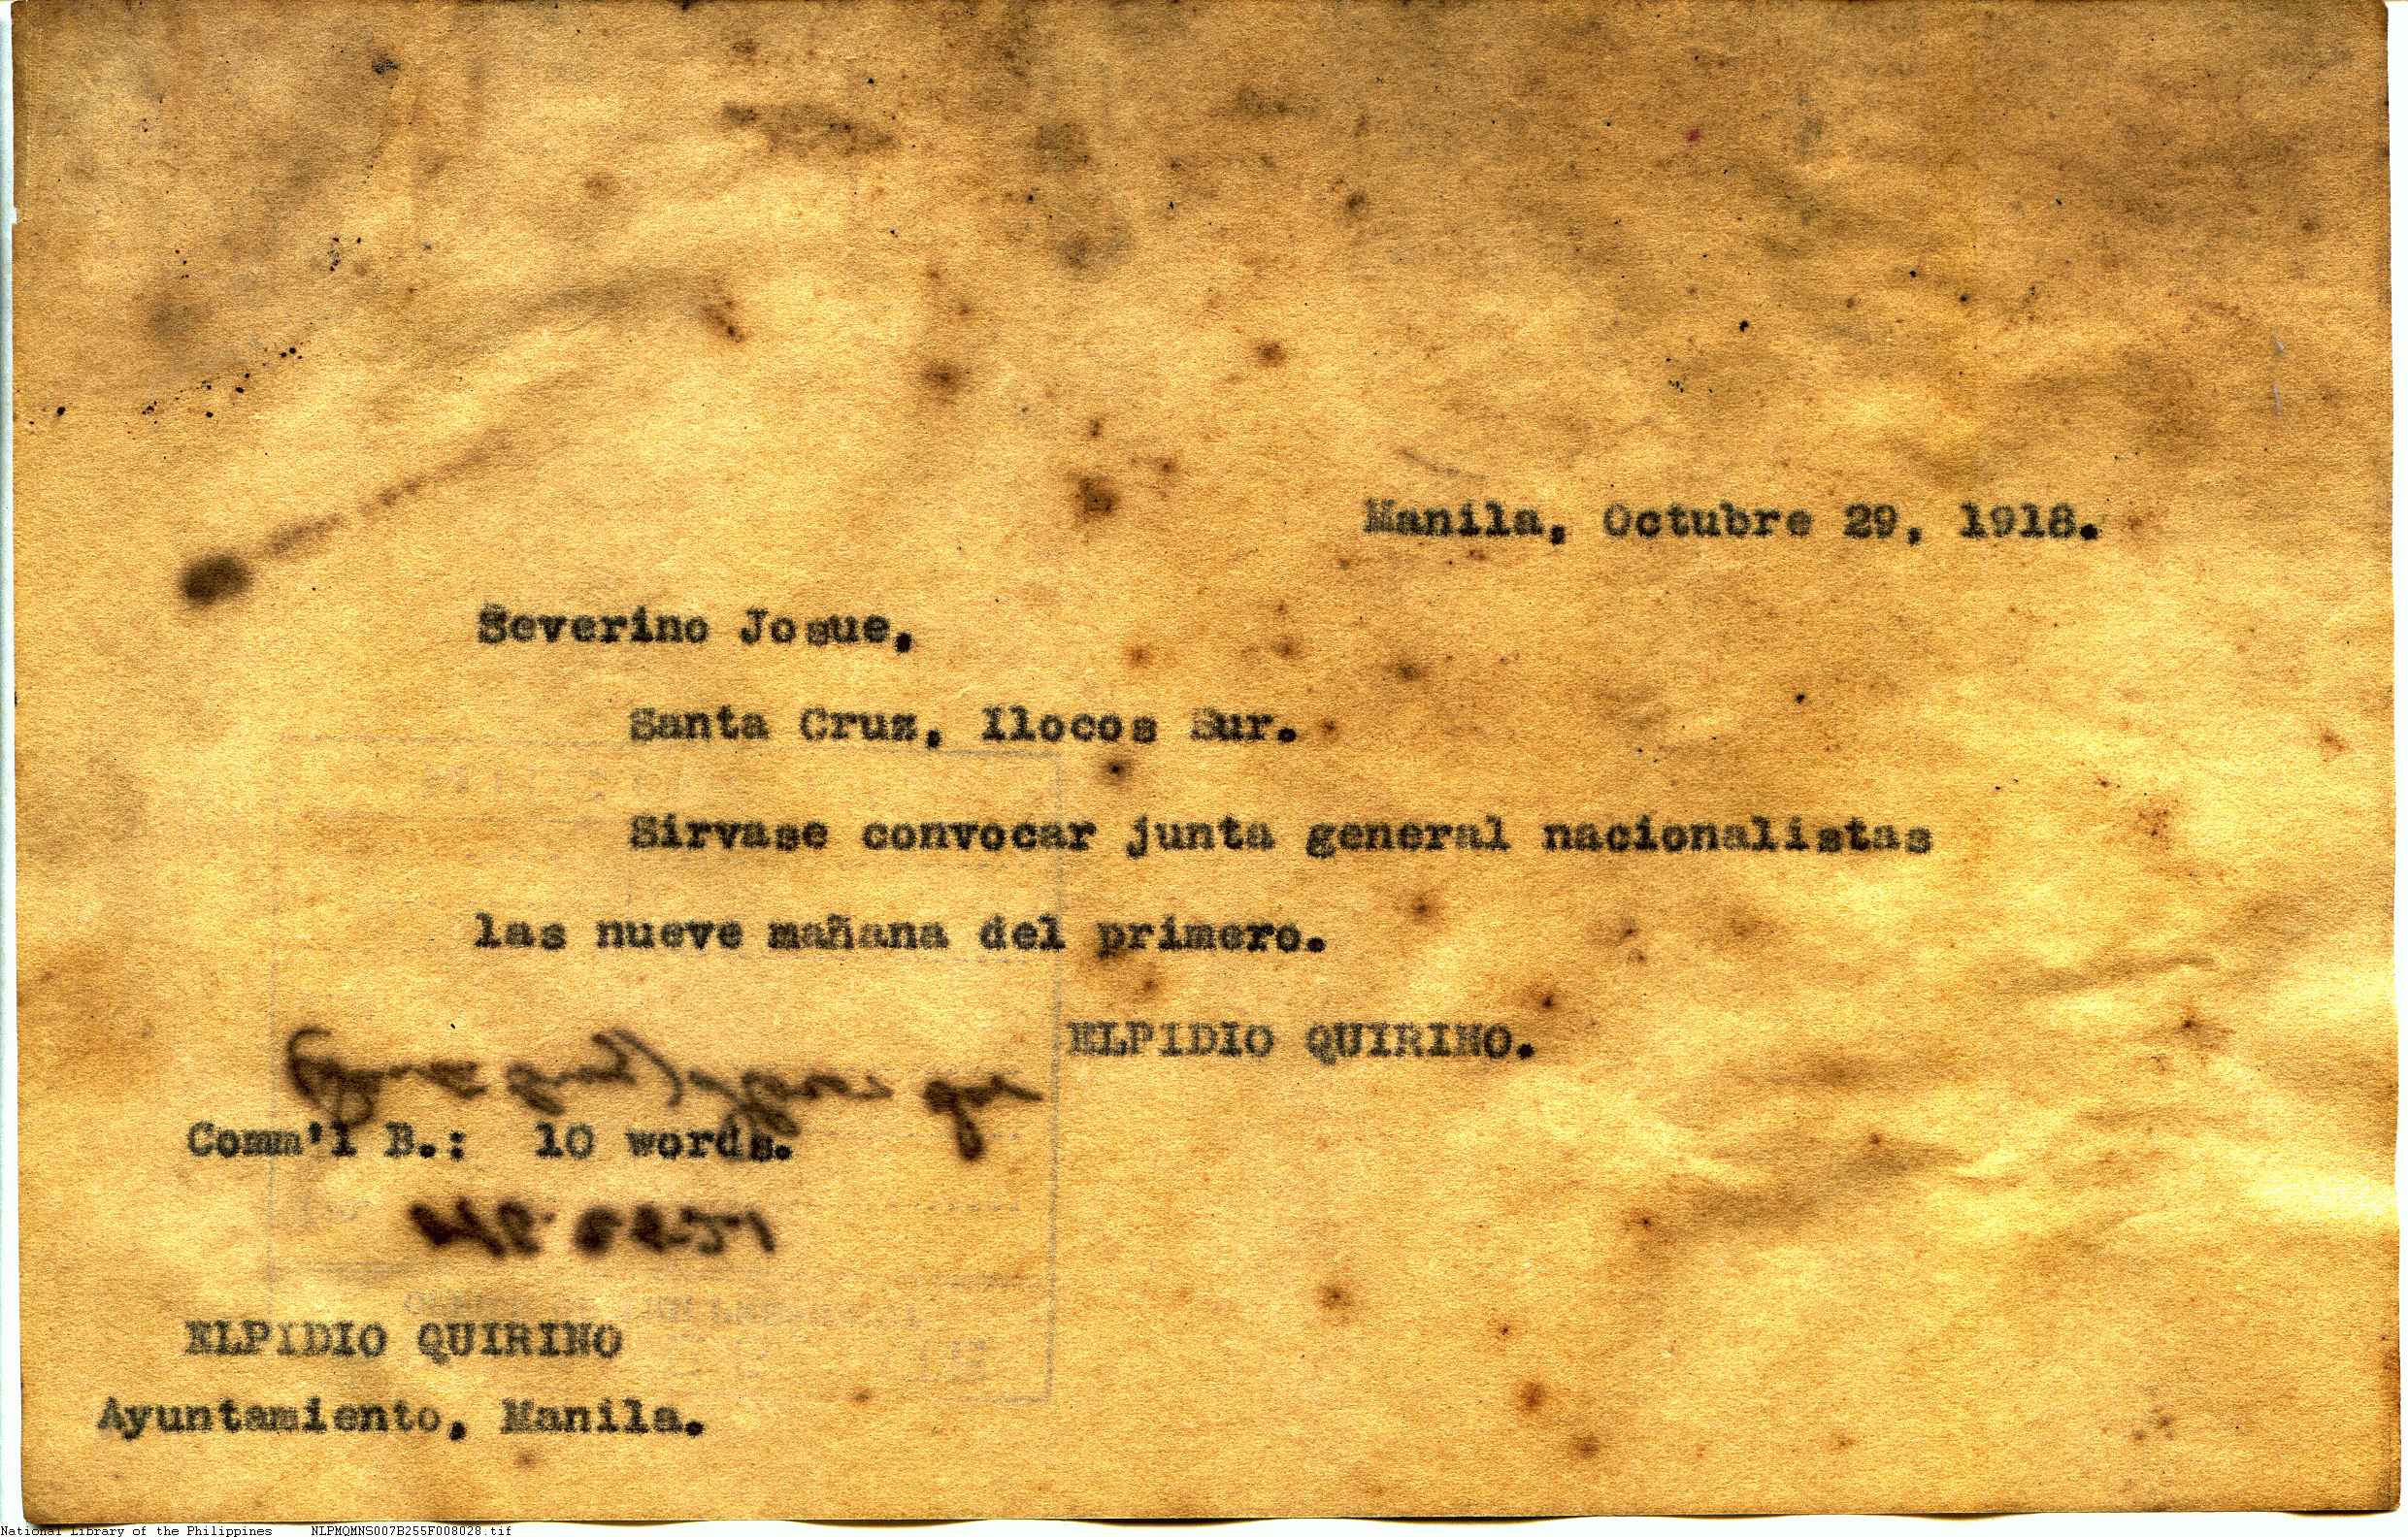 Manila, Octubre 29, 1918.
Severino Josue,
Santa Cruz, Ilocos Sur.
Sirvase convocar junta general nacionalistas
las nueve mañana del primero.
ELPIDIO QUIRINO.
Comm'l B.: 10 words.
ELPIDIO QUIRINO
Ayuntamiento, Manila.
National Library of the Philippines NLPMQMNS007B255F008028.tif